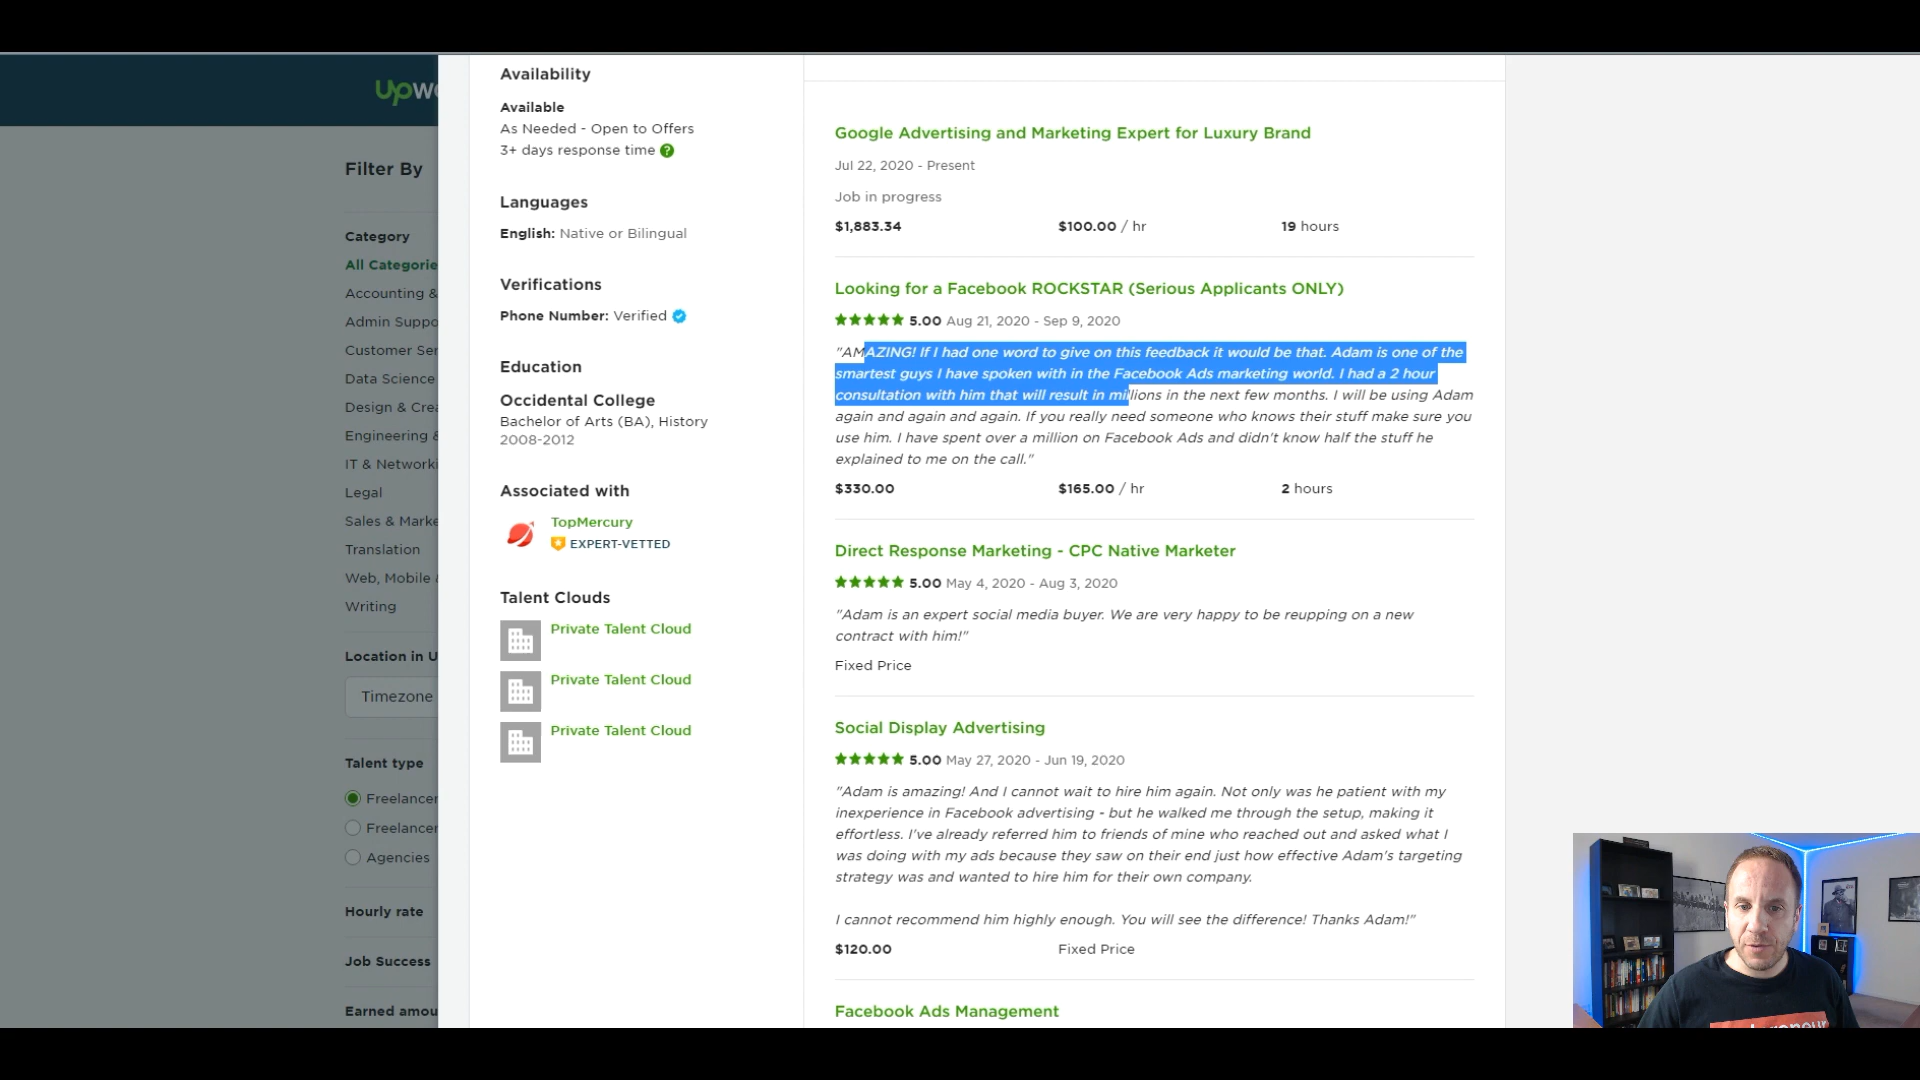 Upwo
Filter By
Category
All Categorie
Accounting &
Admin Suppo
Customer Ser
Data Science
Design & Crea
Engineering &
IT & Networki
Legal
Sales & Marke
Translation
Web, Mobile &
Writing
Location in U
Timezone
Talent type
Freelancer
Freelancer
Agencies
Hourly rate
Job Success
Earned amou
Availability
Available
As Needed - Open to Offers
3+ days response time ?
Languages
English: Native or Bilingual
Verifications
Phone Number: Verified
Education
Occidental College
Bachelor of Arts (BA), History
2008-2012
Associated with
TopMercury
EXPERT-VETTED
Talent Clouds
Private Talent Cloud
Private Talent Cloud
Private Talent Cloud
Google Advertising and Marketing Expert for Luxury Brand
Jul 22, 2020 - Present
Job in progress
$1,883.34 $100.00 / hr 19 hours
Looking for a Facebook ROCKSTAR (Serious Applicants ONLY)
5.00 Aug 21, 2020 - Sep 9, 2020
"AMAZING! If I had one word to give on this feedback it would be that. Adam is one of the
smartest guys I have spoken with in the Facebook Ads marketing world. I had a 2 hour
consultation with him that will result in millions in the next few months. I will be using Adam
again and again and again. If you really need someone who knows their stuff make sure you
use him. I have spent over a million on Facebook Ads and didn't know half the stuff he
explained to me on the call."
$330.00 $165.00 / hr 2 hours
Direct Response Marketing - CPC Native Marketer
5.00 May 4, 2020 - Aug 3, 2020
"Adam is an expert social media buyer. We are very happy to be reupping on a new
contract with him!"
Fixed Price
Social Display Advertising
5.00 May 27, 2020 - Jun 19, 2020
"Adam is amazing! And I cannot wait to hire him again. Not only was he patient with my
inexperience in Facebook advertising - but he walked me through the setup, making it
effortless. I've already referred him to friends of mine who reached out and asked what I
was doing with my ads because they saw on their end just how effective Adam's targeting
strategy was and wanted to hire him for their own company.
I cannot recommend him highly enough. You will see the difference! Thanks Adam!"
$120.00 Fixed Price
Facebook Ads Management